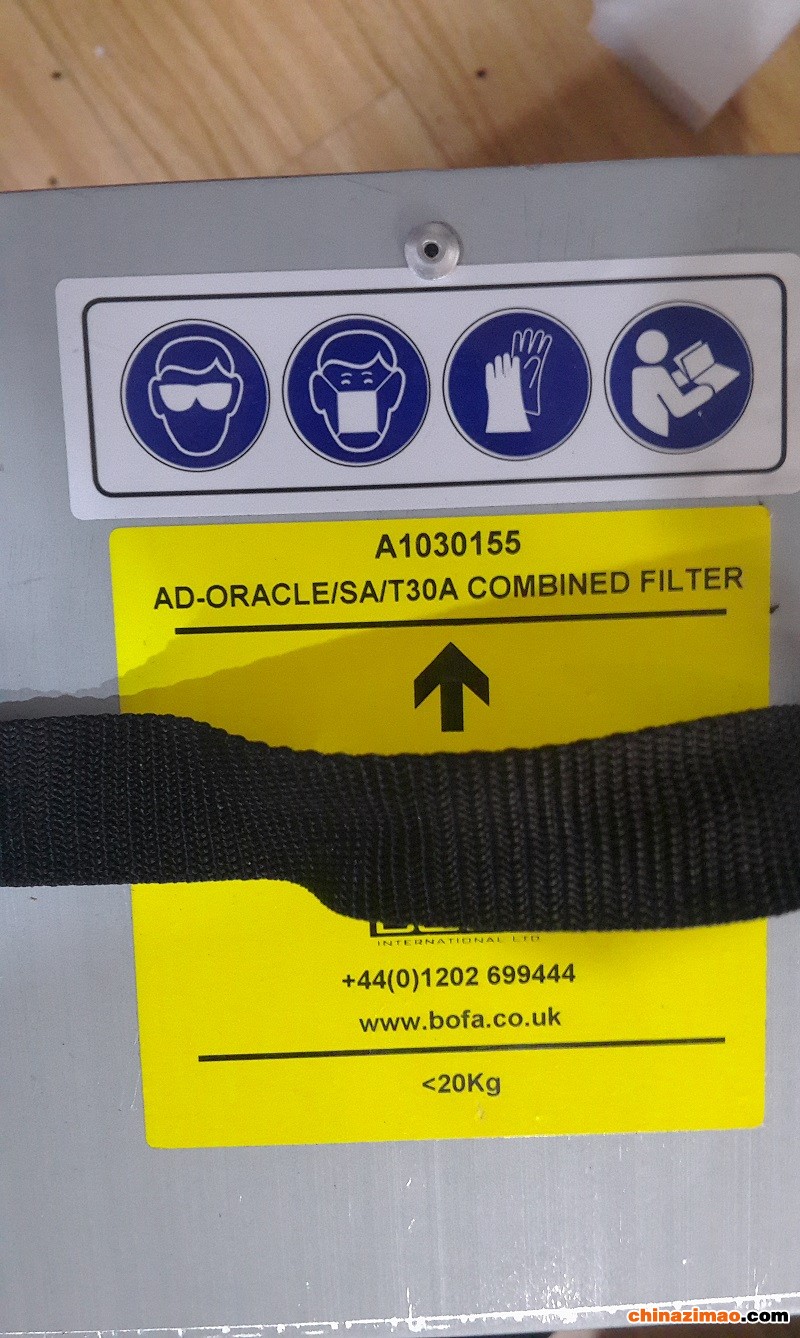 A1030155
AD-ORACLE/SA/T30A COMBINED FILTER
INTERNATIONAL LTD
+44(0)1202 699444
www.bofa.co.uk
<20Kg
chinazimao.com